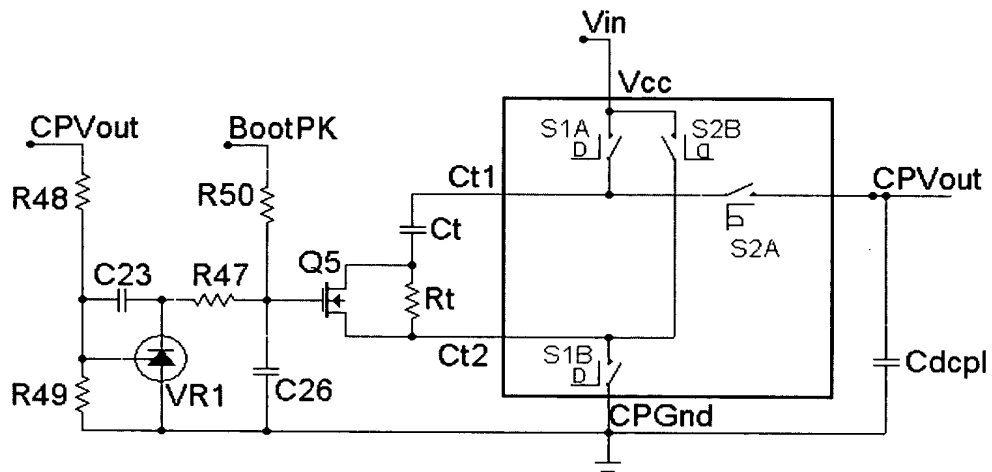 Vin
Vcc
CPVout
BootPK
S1A
D
S2B
D
R48
R50
Ct1
CPVout
Ct
D
S2A
C23
R47
Q5
Rt
Ct2
S1B
D
R49
VR1
C26
Cdcpl
CPGnd